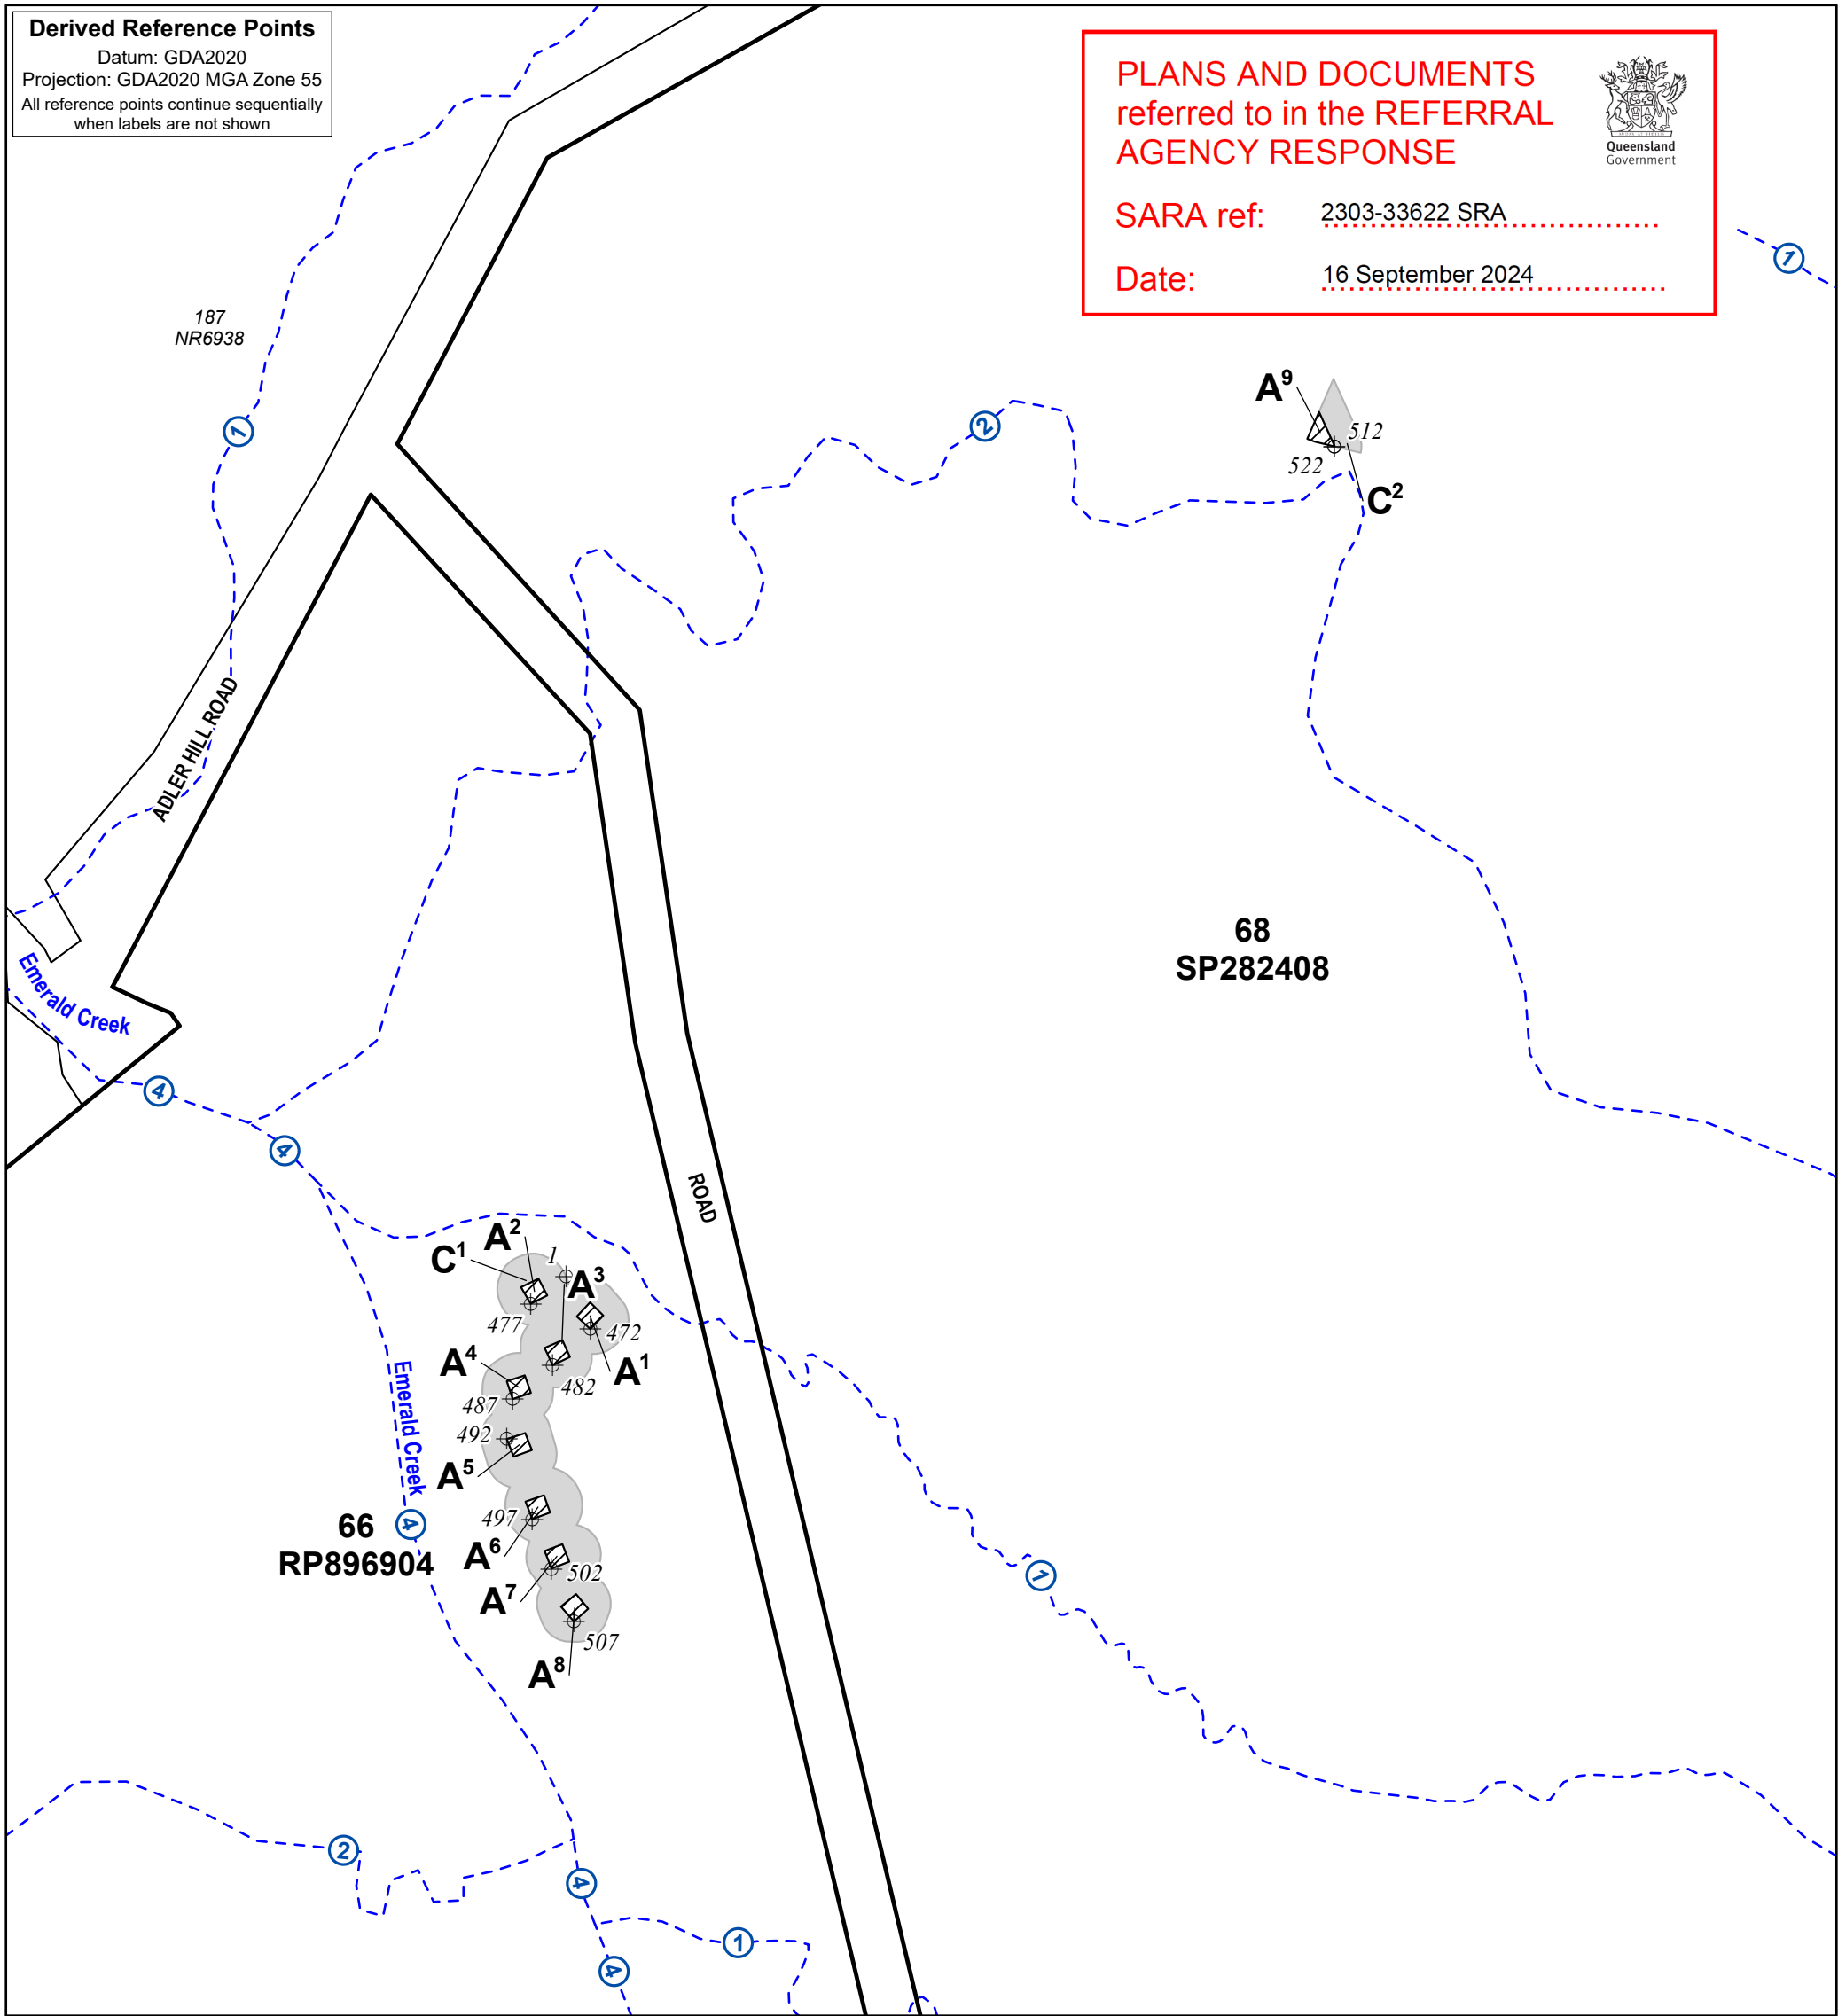 Derived Reference Points
Datum: GDA2020
Projection: GDA2020 MGA Zone 55
All reference points continue sequentially
when labels are not shown
PLANS AND DOCUMENTS
referred to in the REFERRAL
AGENCY RESPONSE
Queensland
Government
SARA ref: 2303-33622 SRA
Date: 16 September 2024
1
187
NR6938
1
A9
512
522
C2
2
ADLER HILL ROAD
68
SP282408
Emerald Creek
4
4
ROAD
A2
C1
1
A3
477
472
A4
A1
482
487
492
Emerald Creek
A5
497
66
RP896904
4
A6
502
A7
1
507
A8
2
4
1
4